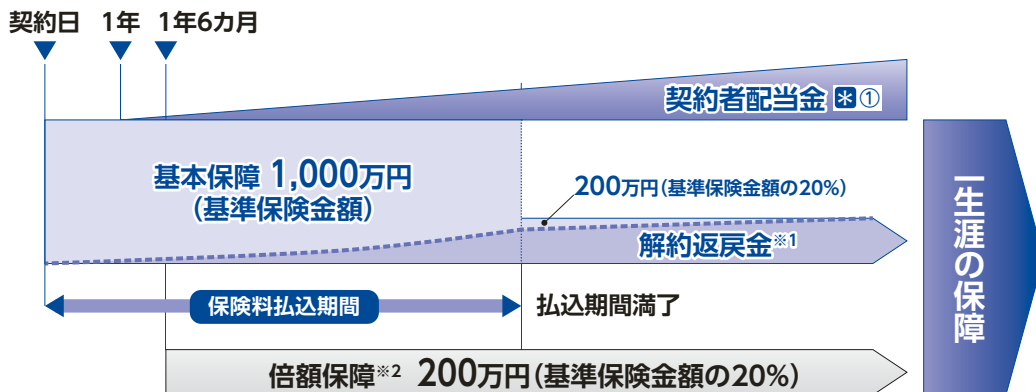 契約日 1年 1年6カ月
契約者配当金 * ①
基本保障 1,000万円
(基準保険金額)
200万円(基準保険金額の20%)
解約返戻金※1
保険料払込期間
払込期間満了
倍額保障※2 200万円(基準保険金額の20%)
一生涯の保障